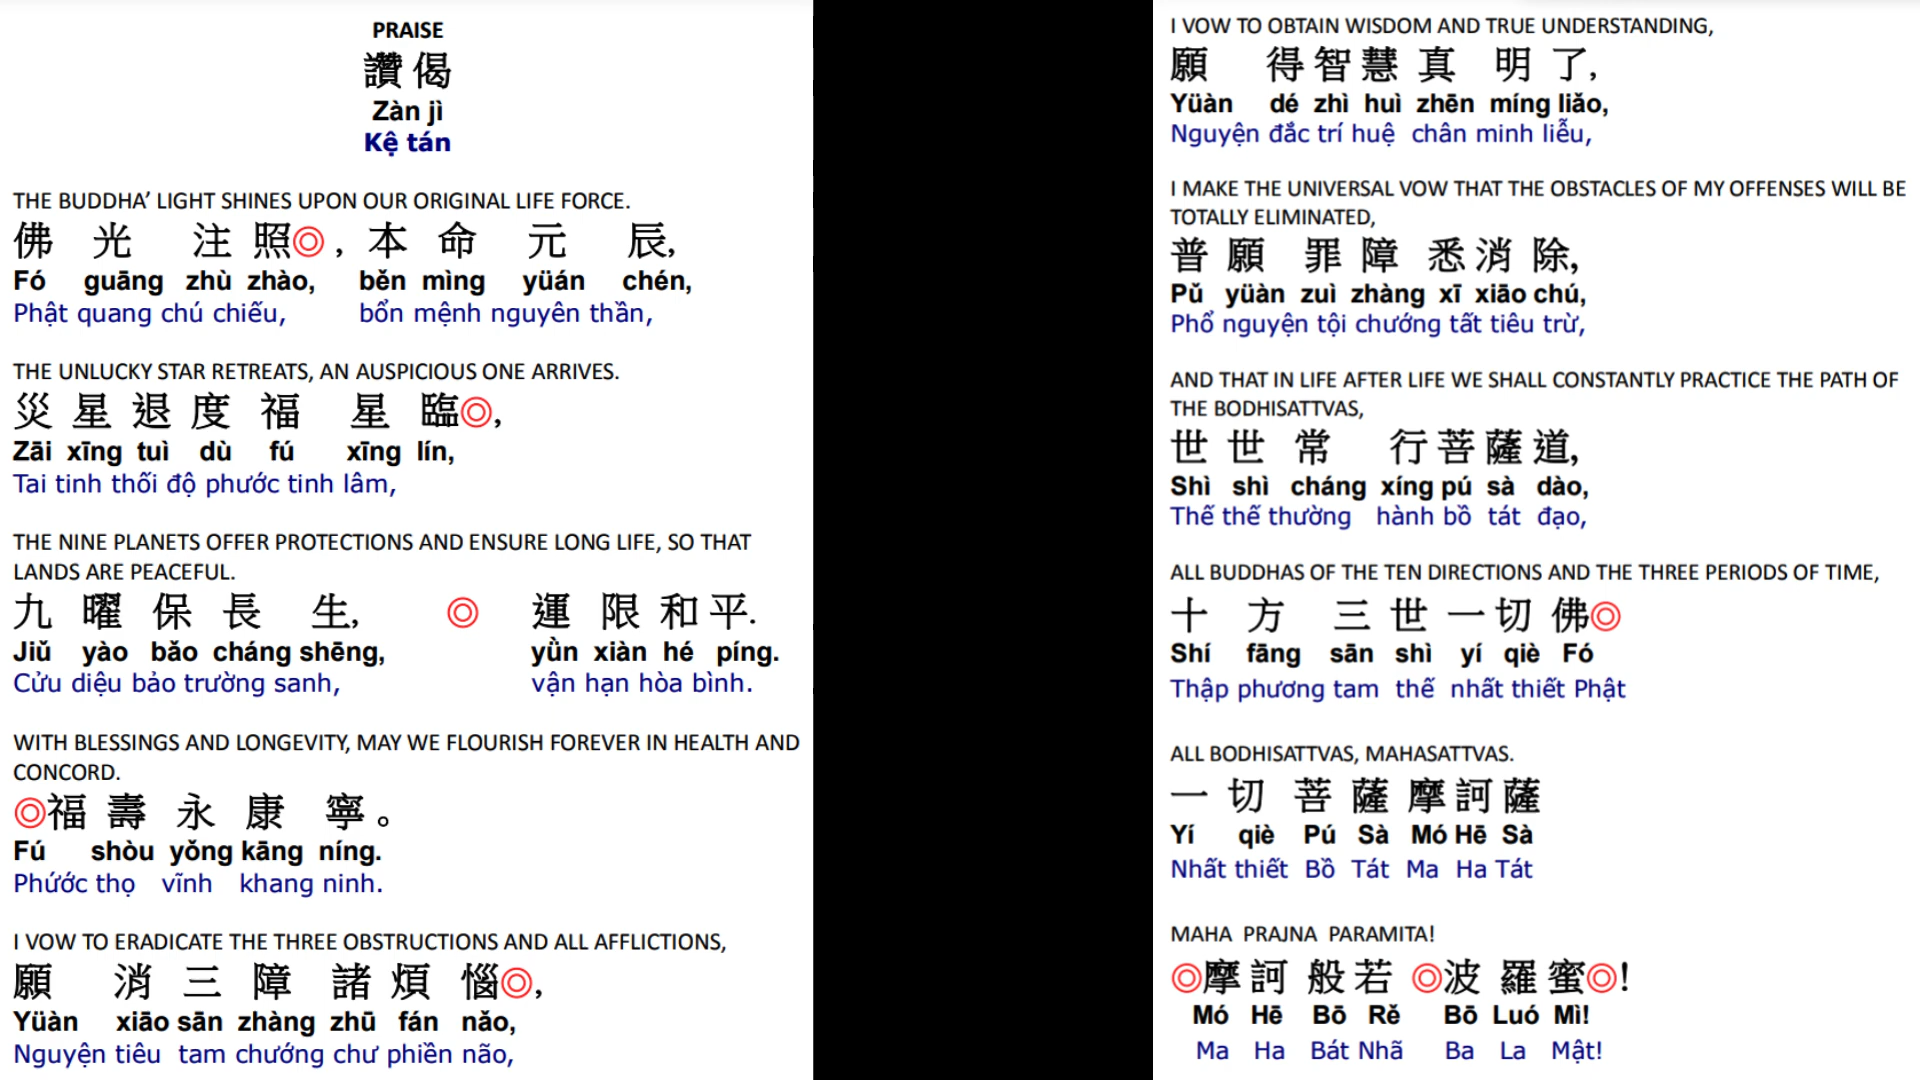 PRAISE
讚偈
Zàn jì
Kệ tán
THE BUDDHA’ LIGHT SHINES UPON OUR ORIGINAL LIFE FORCE.
佛 光 注 照◎, 本 命 元 辰,
Fó guāng zhù zhào, běn mìng yüán chén,
Phật quang chú chiếu, bổn mệnh nguyên thần,
THE UNLUCKY STAR RETREATS, AN AUSPICIOUS ONE ARRIVES.
災 星 退 度 福 星 臨◎,
Zāi xīng tuì dù fú xīng lín,
Tai tinh thối độ phước tinh lâm,
THE NINE PLANETS OFFER PROTECTIONS AND ENSURE LONG LIFE, SO THAT
LANDS ARE PEACEFUL.
九 曜 保 長 生, ◎ 運 限 和 平.
Jiǔ yào bǎo cháng shēng, yǜn xiàn hé píng.
Cửu diệu bảo trường sanh, vận hạn hòa bình.
WITH BLESSINGS AND LONGEVITY, MAY WE FLOURISH FOREVER IN HEALTH AND
CONCORD.
◎福 壽 永 康 寧。
Fú shòu yǒng kāng níng.
Phứớc thọ vĩnh khang ninh.
I VOW TO ERADICATE THE THREE OBSTRUCTIONS AND ALL AFFLICTIONS,
願 消 三 障 諸 煩 惱◎,
Yüàn xiāo sān zhàng zhū fán nǎo,
Nguyện tiêu tam chướng chư phiền não,
I VOW TO OBTAIN WISDOM AND TRUE UNDERSTANDING,
願 得 智 慧 真 明 了,
Yüàn dé zhì huì zhēn míng liǎo,
Nguyện đắc trí huệ chân minh liễu,
I MAKE THE UNIVERSAL VOW THAT THE OBSTACLES OF MY OFFENSES WILL BE
TOTALLY ELIMINATED,
普 願 罪 障 悉 消 除,
Pǔ yüàn zuì zhàng xī xiāo chú,
Phổ nguyện tội chướng tất tiêu trừ,
AND THAT IN LIFE AFTER LIFE WE SHALL CONSTANTLY PRACTICE THE PATH OF
THE BODHISATTVAS,
世 世 常 行 菩 薩 道,
Shì shì cháng xíng pú sà dào,
Thế thế thường hành bồ tát đạo,
ALL BUDDHAS OF THE TEN DIRECTIONS AND THE THREE PERIODS OF TIME,
十 方 三 世 一 切 佛◎
Shí fāng sān shì yí qiè Fó
Thập phương tam thế nhất thiết Phật
ALL BODHISATTVAS, MAHASATTVAS.
一 切 菩 薩 摩 訶 薩
Yí qiè Pú Sà Mó Hē Sà
Nhất thiết Bồ Tát Ma Ha Tát
MAHA PRAJNA PARAMITA!
◎摩 訶 般 若 ◎波 羅 蜜◎!
Mó Hē Bō Rě Bō Luó Mì!
Ma Ha Bát Nhã Ba La Mật!